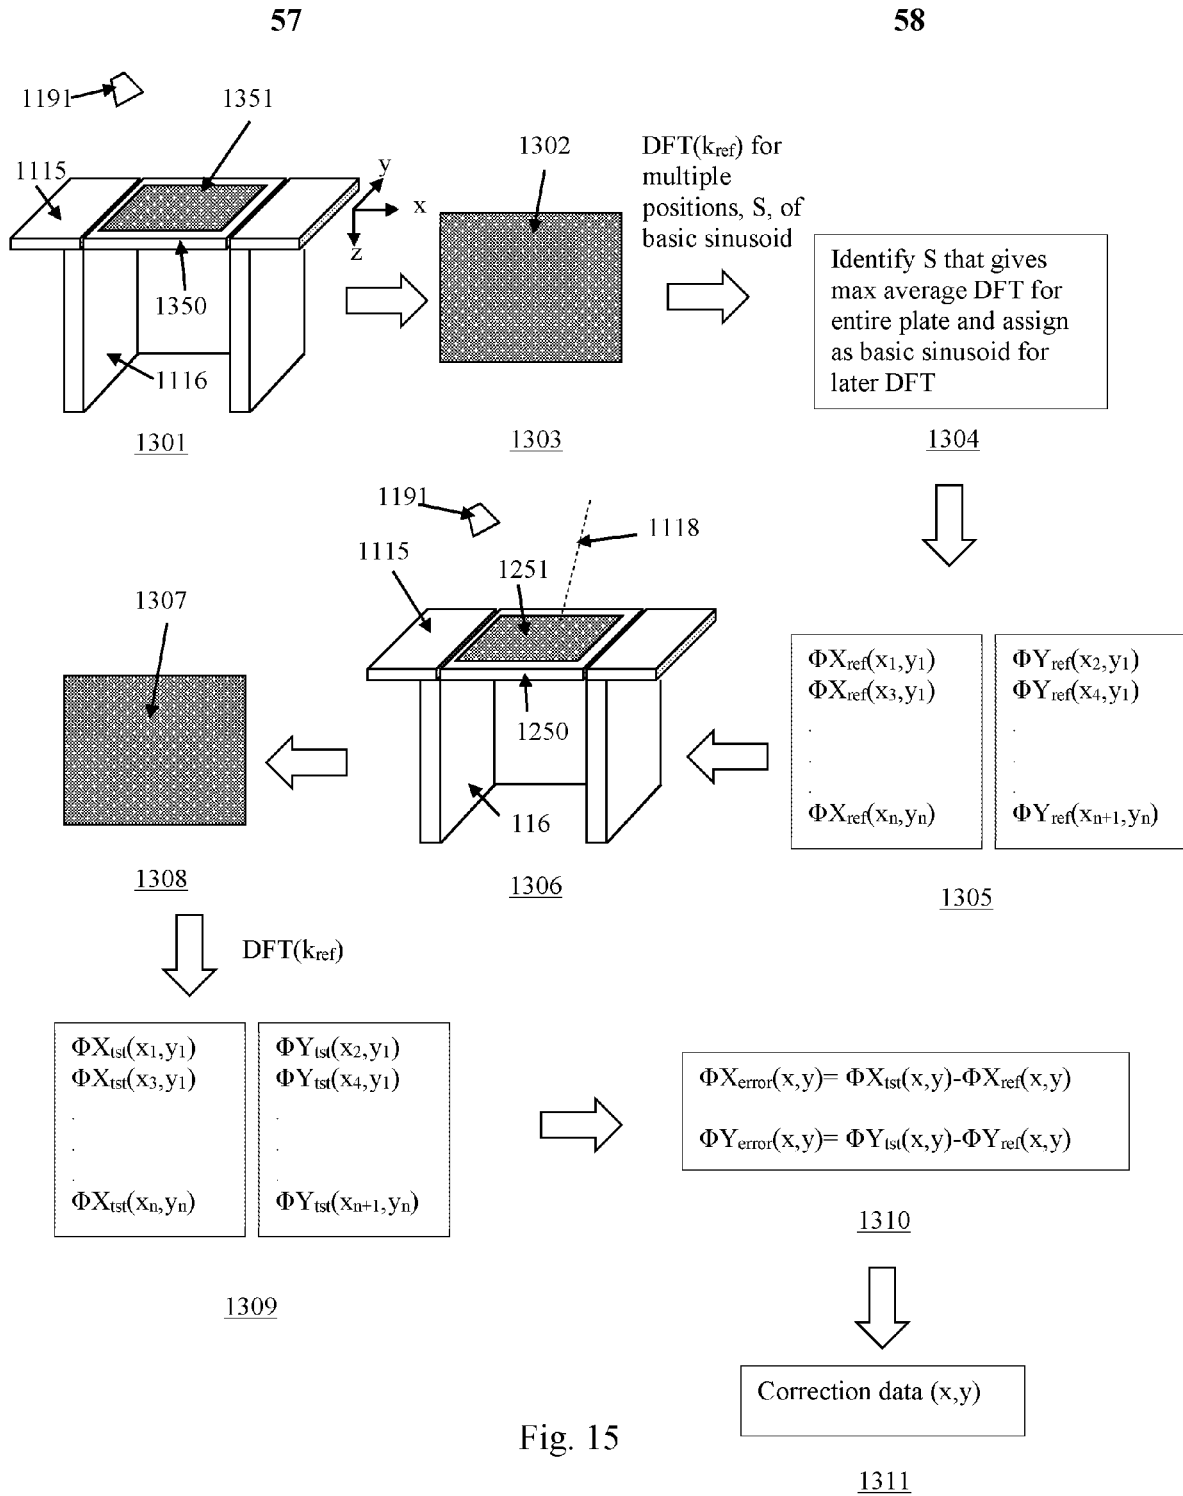 57
58
1191
1351
1115
y
x
z
1350
1116
1301
1302
1303
DFT(kref) for
multiple
positions, S, of
basic sinusoid
Identify S that gives
max average DFT for
entire plate and assign
as basic sinusoid for
later DFT
1304
ΦXref(x1,y1)
ΦXref(x3,y1)
.
.
.
ΦXref(xn,yn)
ΦYref(x2,y1)
ΦYref(x4,y1)
.
.
.
ΦYref(xn+1,yn)
1305
1191
1118
1115
1251
1250
116
1306
1307
1308
DFT(kref)
ΦXtst(x1,y1)
ΦXtst(x3,y1)
.
.
.
ΦXtst(xn,yn)
ΦYtst(x2,y1)
ΦYtst(x4,y1)
.
.
.
ΦYtst(xn+1,yn)
1309
ΦXerror(x,y)= ΦXtst(x,y)-ΦXref(x,y)
ΦYerror(x,y)= ΦYtst(x,y)-ΦYref(x,y)
1310
Correction data (x,y)
1311
Fig. 15